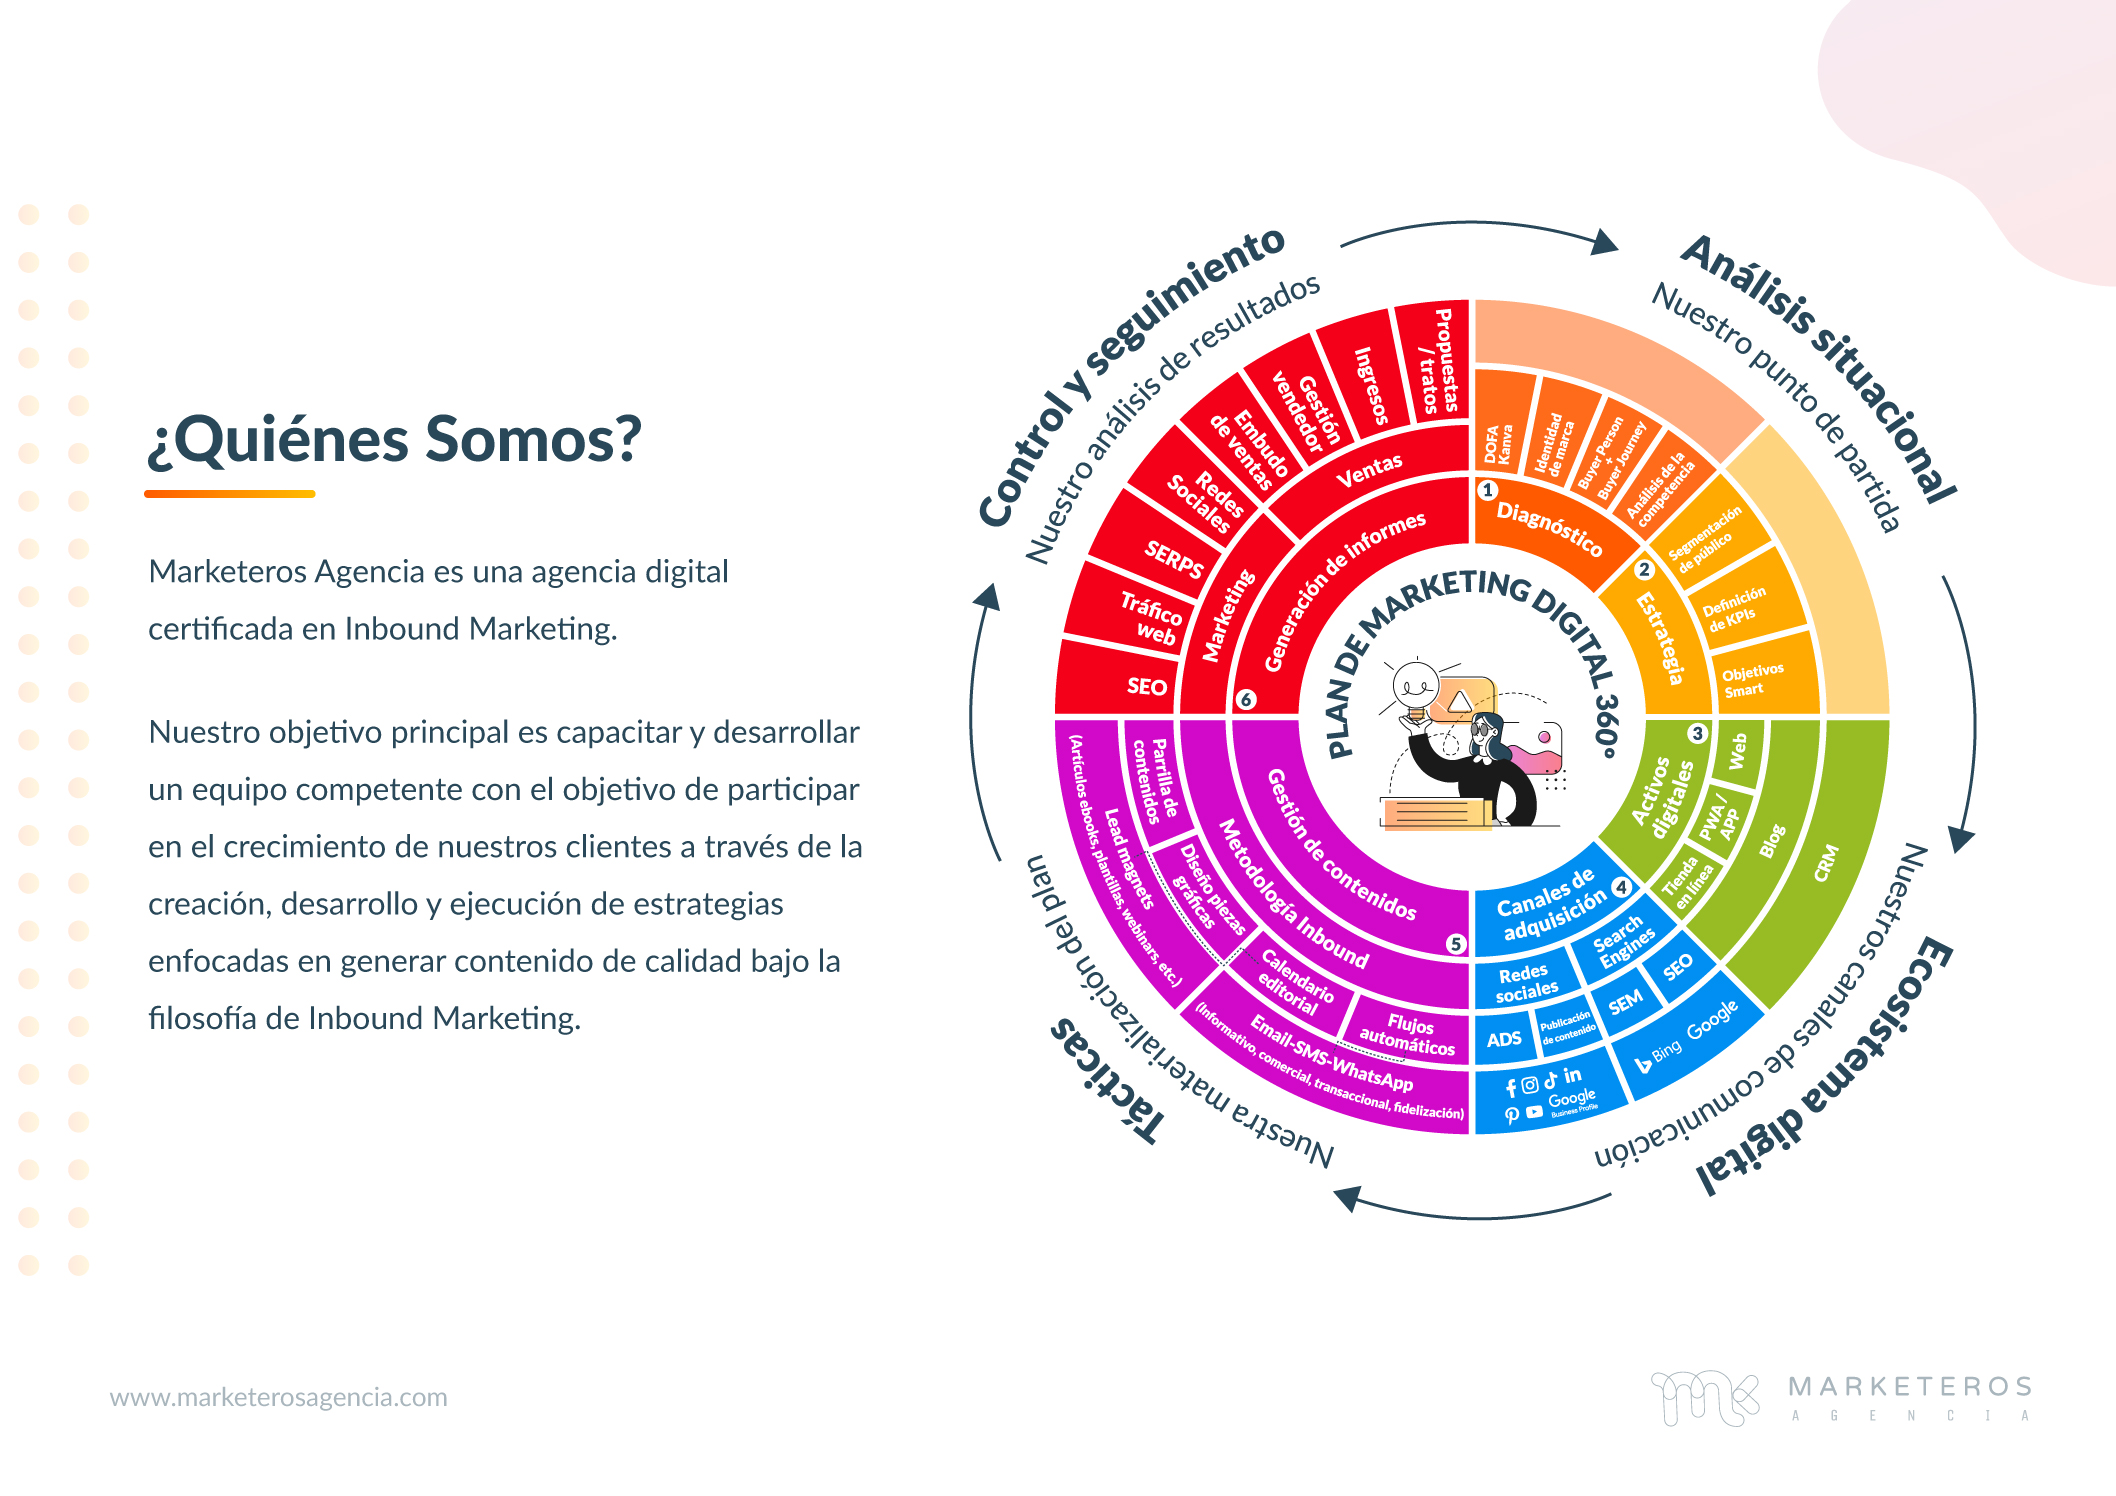 ¿Quiénes Somos?
Marketeros Agencia es una agencia digital
certificada en Inbound Marketing.
Nuestro objetivo principal es capacitar y desarrollar
un equipo competente con el objetivo de participar
en el crecimiento de nuestros clientes a través de la
creación, desarrollo y ejecución de estrategias
enfocadas en generar contenido de calidad bajo la
filosofía de Inbound Marketing.
PLAN DE MARKETING DIGITAL 360º
Análisis situacional
Nuestro punto de partida
1
Diagnóstico
DOFA
Kanva
Identidad
de marca
Buyer Person
+
Buyer Journey
Análisis de la
competencia
2
Estrategia
Segmentación
de público
Definición
de KPIs
Objetivos
Smart
Ecosistema digital
Nuestros canales de comunicación
3
Activos
digitales
Web
PWA /
APP
Tienda
en línea
Blog
CRM
4
Canales de
adquisición
Search
Engines
Redes
sociales
SEO
SEM
Publicación
de contenido
ADS
Bing
Google
in
Google
Business Profile
Tácticas
Nuestra materialización del plan
5
Gestión de contenidos
Metodología Inbound
Flujos
automáticos
Calendario
editorial
Diseño piezas
gráficas
Parrilla de
contenidos
Email-SMS-WhatsApp
(Informativo, comercial, transaccional, fidelización)
Lead magnets
(Artículos ebooks, plantillas, webinars, etc.)
Control y seguimiento
Nuestro análisis de resultados
6
Generación de informes
Marketing
Ventas
SEO
Tráfico
web
SERPS
Redes
Sociales
Embudo
de ventas
Gestión
vendedor
Ingresos
Propuestas
/ tratos
www.marketerosagencia.com
MARKETEROS
AGENCIA